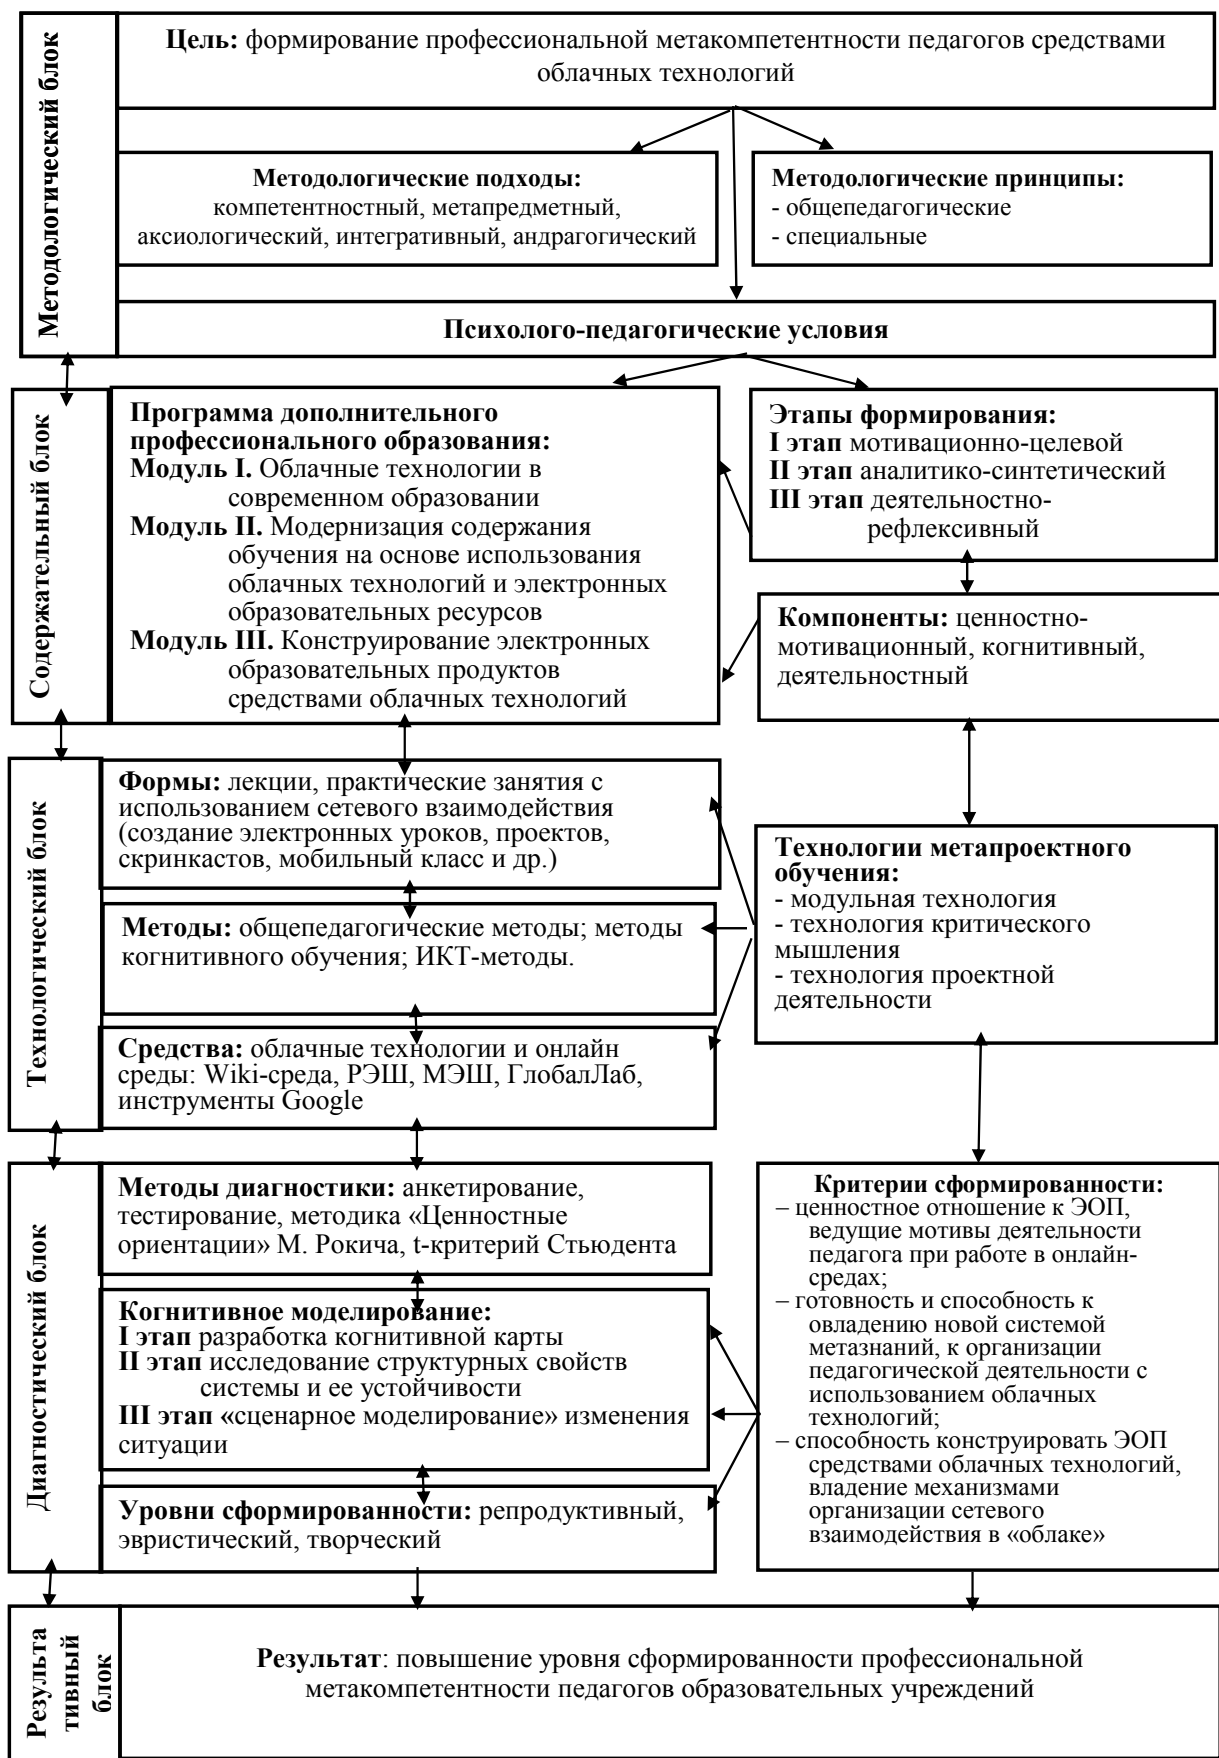 Методологический блок
Цель: формирование профессиональной метакомпетентности педагогов средствами
облачных технологий
Методологические подходы:
компетентностный, метапредметный,
аксиологический, интегративный, андрагогический
Методологические принципы:
- общепедагогические
- специальные
Психолого-педагогические условия
Содержательный блок
Программа дополнительного
профессионального образования:
Модуль I. Облачные технологии в
современном образовании
Модуль II. Модернизация содержания
обучения на основе использования
облачных технологий и электронных
образовательных ресурсов
Модуль III. Конструирование электронных
образовательных продуктов
средствами облачных технологий
Этапы формирования:
I этап мотивационно-целевой
II этап аналитико-синтетический
III этап деятельностно-
рефлексивный
Компоненты: ценностно-
мотивационный, когнитивный,
деятельностный
Технологический блок
Формы: лекции, практические занятия с
использованием сетевого взаимодействия
(создание электронных уроков, проектов,
скринкастов, мобильный класс и др.)
Методы: общепедагогические методы; методы
когнитивного обучения; ИКТ-методы.
Средства: облачные технологии и онлайн
среды: Wiki-среда, РЭШ, МЭШ, ГлобалЛаб,
инструменты Google
Технологии метапроектного
обучения:
- модульная технология
- технология критического
мышления
- технология проектной
деятельности
Диагностический блок
Методы диагностики: анкетирование,
тестирование, методика «Ценностные
ориентации» М. Рокича, t-критерий Стьюдента
Когнитивное моделирование:
I этап разработка когнитивной карты
II этап исследование структурных свойств
системы и ее устойчивости
III этап «сценарное моделирование» изменения
ситуации
Уровни сформированности: репродуктивный,
эвристический, творческий
Критерии сформированности:
– ценностное отношение к ЭОП,
ведущие мотивы деятельности
педагога при работе в онлайн-
средах;
– готовность и способность к
овладению новой системой
метазнаний, к организации
педагогической деятельности с
использованием облачных
технологий;
– способность конструировать ЭОП
средствами облачных технологий,
владение механизмами
организации сетевого
взаимодействия в «облаке»
Результа
тивный
блок
Результат: повышение уровня сформированности профессиональной
метакомпетентности педагогов образовательных учреждений